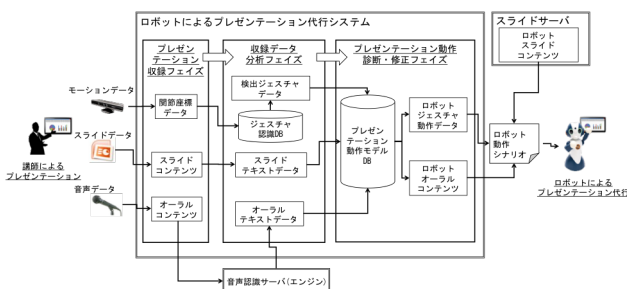 ロボットによるプレゼンテーション代行システム
スライドサーバ
ロボット
スライド
コンテンツ
プレゼン
テーション
収録フェイズ
収録データ
分析フェイズ
プレゼンテーション動作
診断・修正フェイズ
モーションデータ
関節座標
データ
検出ジェスチャ
データ
ジェスチャ
認識DB
スライドデータ
講師による
プレゼンテーション
スライド
コンテンツ
スライド
テキストデータ
プレゼン
テーション
動作モデル
DB
ロボット
ジェスチャ
動作データ
ロボット
オーラル
コンテンツ
ロボット
動作
シナリオ
ロボットによる
プレゼンテーション代行
音声データ
オーラル
コンテンツ
オーラル
テキストデータ
音声認識サーバ(エンジン)